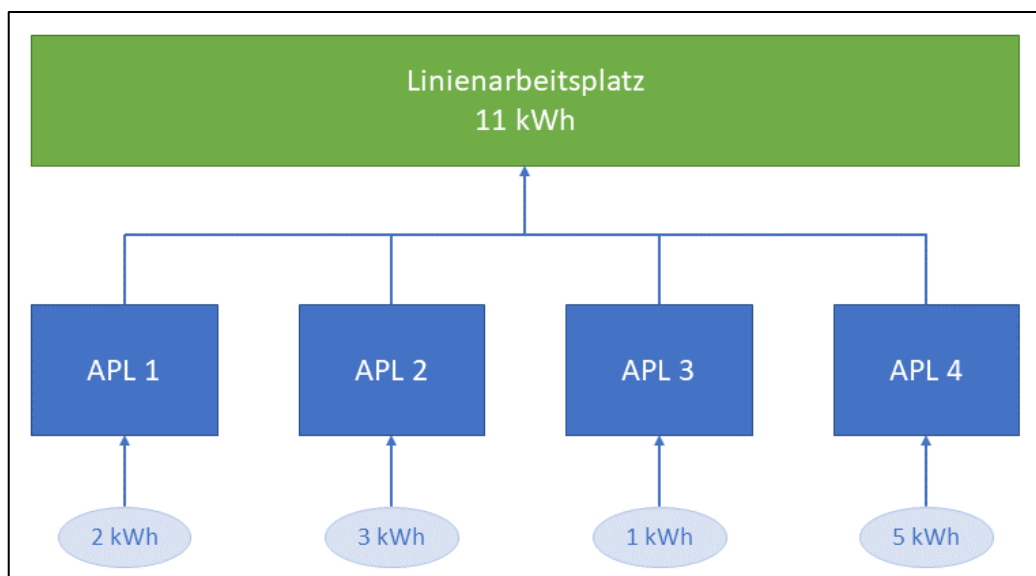 Linienarbeitsplatz
11 kWh
APL 1
APL 2
APL 3
APL 4
2 kWh
3 kWh
1 kWh
5 kWh